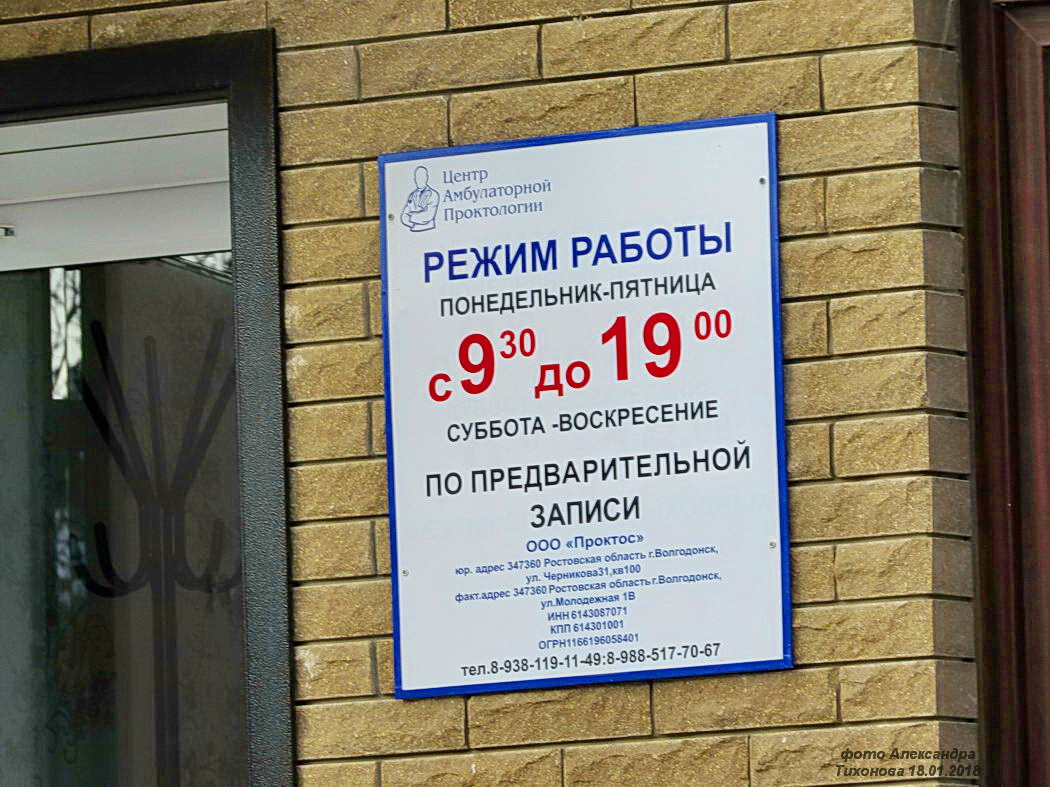 Центр
Амбулаторной
Проктологии
РЕЖИМ РАБОТЫ
ПОНЕДЕЛЬНИК-ПЯТНИЦА
с 9 30 до 19 00
СУББОТА -ВОСКРЕСЕНИЕ
ПО ПРЕДВАРИТЕЛЬНОЙ
ЗАПИСИ
ООО «Проктос»
юр. адрес 347360 Ростовская область г.Волгодонск,
ул. Черникова31,кв100
факт.адрес 347360 Ростовская область г.Волгодонск,
ул.Молодежная 1В
ИНН 6143087071
КПП 614301001
ОГРН1166196058401
тел.8-938-119-11-49:8-988-517-70-67
фото Александра
Тихонова 18.01.2018